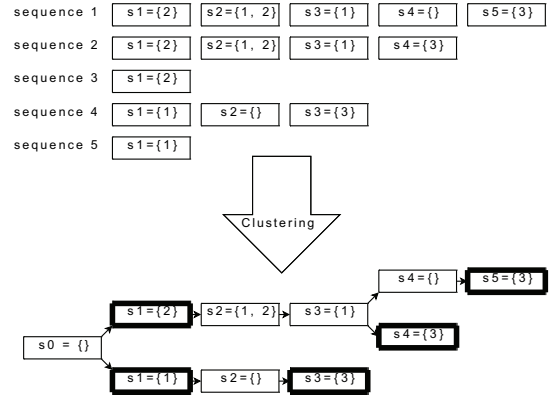 sequence 1 s1={2} s2={1, 2} s3={1} s4={} s5={3}
sequence 2 s1={2} s2={1, 2} s3={1} s4={3}
sequence 3 s1={2}
sequence 4 s1={1} s2={} s3={3}
sequence 5 s1={1}
Clustering
s4={} s5={3}
s1={2} s2={1, 2} s3={1}
s4={3}
s0 = {}
s1={1} s2={} s3={3}